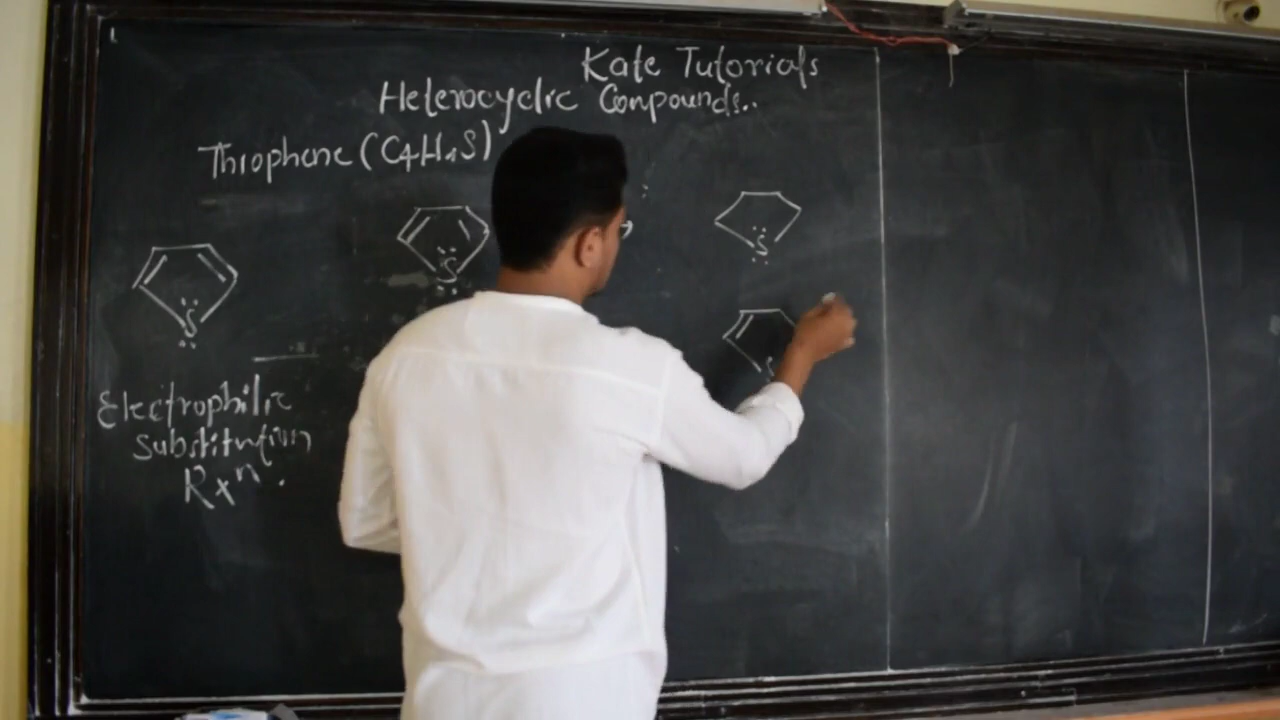 Kate Tutorials
Heterocyclic Compounds..
Thiophene (C4H4S)
S
S
S
S
Electrophilic
Substitution
Rxn.